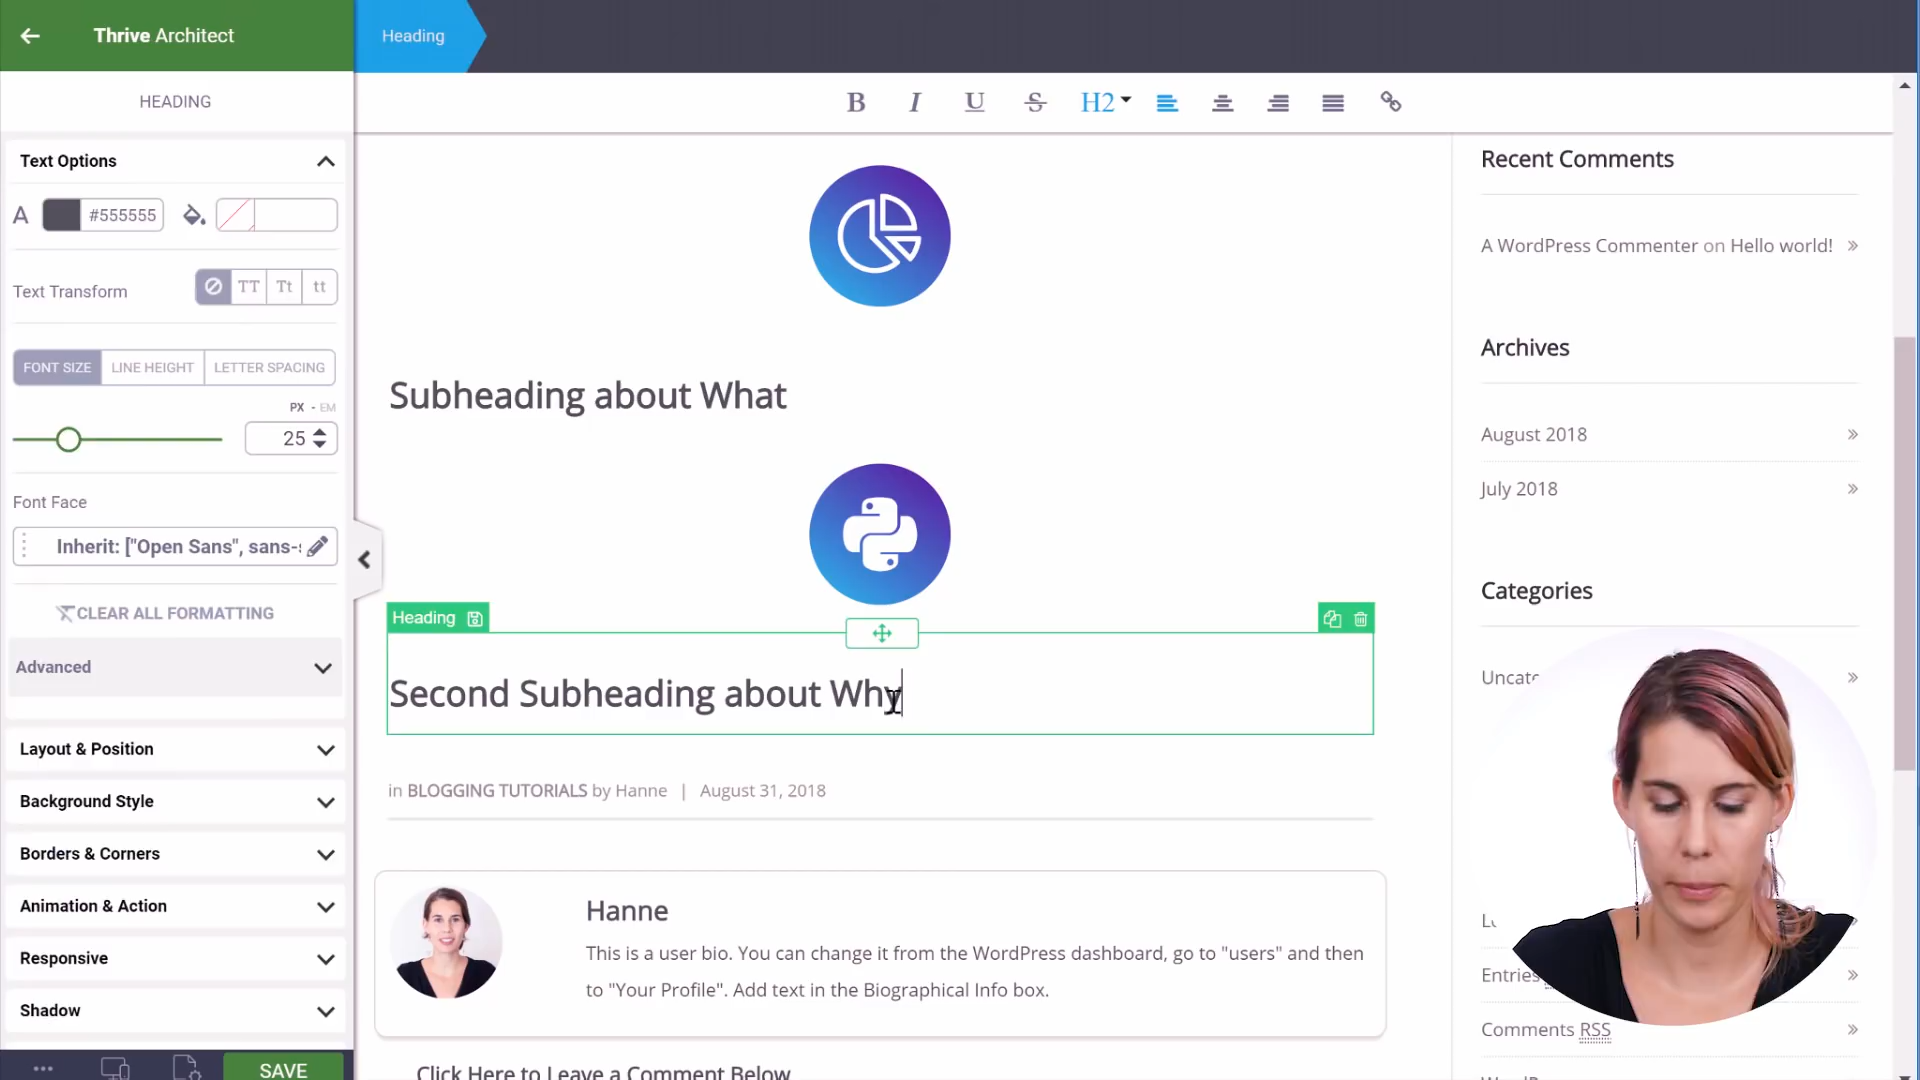 Thrive Architect
Heading
HEADING
B I U S H2
Text Options
A #555555
Text Transform TT Tt tt
FONT SIZE LINE HEIGHT LETTER SPACING
PX - EM
25
Font Face
Inherit: ["Open Sans", sans-
CLEAR ALL FORMATTING
Advanced
Layout & Position
Background Style
Borders & Corners
Animation & Action
Responsive
Shadow
SAVE
Subheading about What
Heading
Second Subheading about Why
in BLOGGING TUTORIALS by Hanne | August 31, 2018
Hanne
This is a user bio. You can change it from the WordPress dashboard, go to "users" and then
to "Your Profile". Add text in the Biographical Info box.
Click Here to Leave a Comment Below
Recent Comments
A WordPress Commenter on Hello world!
Archives
August 2018
July 2018
Categories
Entries
Comments RSS